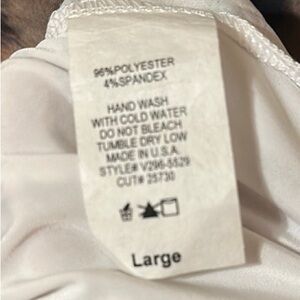 96%POLYESTER
4%SPANDEX
HAND WASH
WITH COLD WATER
DO NOT BLEACH
TUMBLE DRY LOW
MADE IN U.S.A.
STYLE# V296-5529
CUT# 25730
Large